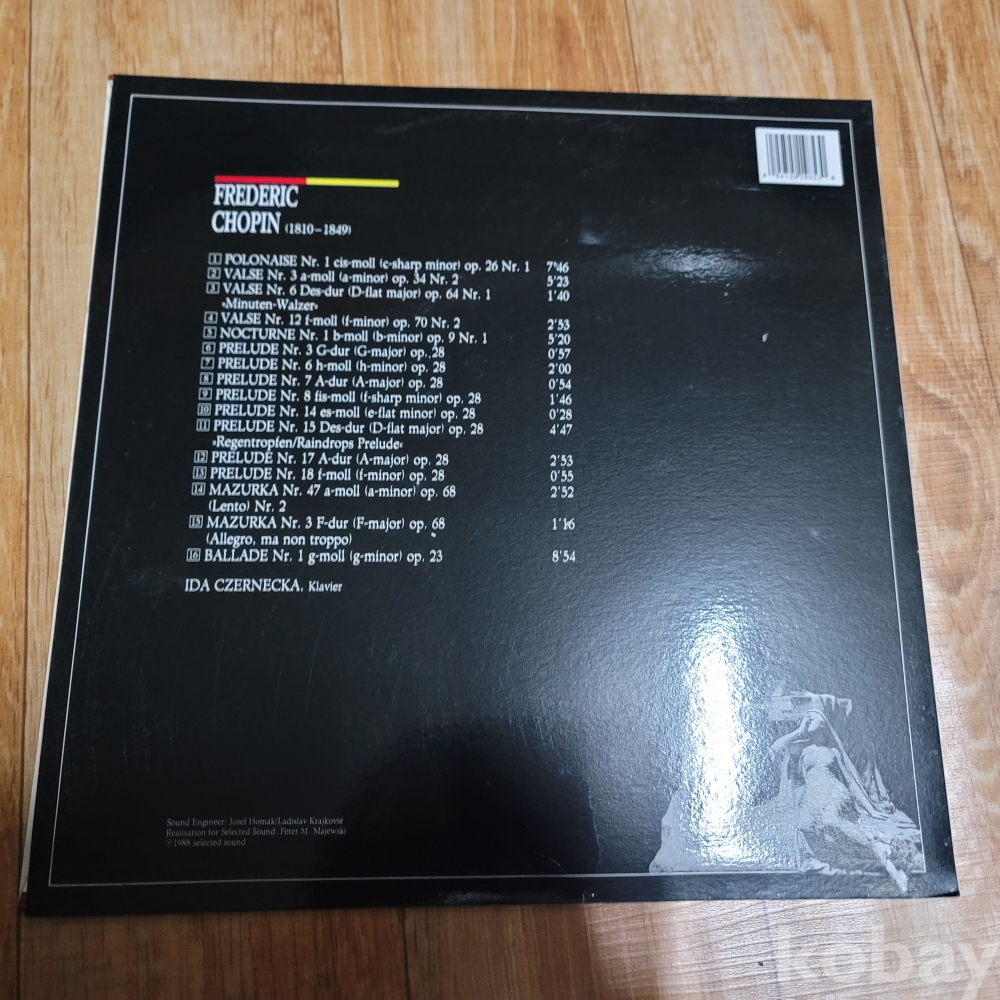 FREDERIC
CHOPIN (1810-1849)
1 POLONAISE Nr. 1 cis-moll (c-sharp minor) op. 26 Nr. 1 7'46
2 VALSE Nr. 3 a-moll (a-minor) op. 34 Nr. 2 5'23
3 VALSE Nr. 6 Des-dur (D-flat major) op. 64 Nr. 1 1'40
»Minuten-Walzer«
4 VALSE Nr. 12 f-moll (f-minor) op. 70 Nr. 2 2'53
5 NOCTURNE Nr. 1 b-moll (b-minor) op. 9 Nr. 1 5'20
6 PRELUDE Nr. 3 G-dur (G-major) op. 28 0'57
7 PRELUDE Nr. 6 h-moll (h-minor) op. 28 2'00
8 PRELUDE Nr. 7 A-dur (A-major) op. 28 0'54
9 PRELUDE Nr. 8 fis-moll (f-sharp minor) op. 28 1'46
10 PRELUDE Nr. 14 es-moll (e-flat minor) op. 28 0'28
11 PRELUDE Nr. 15 Des-dur (D-flat major) op. 28 4'47
»Regentropfen/Raindrops Prelude«
12 PRELUDE Nr. 17 A-dur (A-major) op. 28 2'53
13 PRELUDE Nr. 18 f-moll (f-minor) op. 28 0'55
14 MAZURKA Nr. 47 a-moll (a-minor) op. 68 2'52
(Lento) Nr. 2
15 MAZURKA Nr. 3 F-dur (F-major) op. 68 1'16
(Allegro, ma non troppo)
16 BALLADE Nr. 1 g-moll (g-minor) op. 23 8'54
IDA CZERNECKA, Klavier
Sound Engineer: Josef Homak/Ladislav Krajkovie
Realisation for Selected Sound: Peter M. Majewski
℗1988 selected sound
kobay